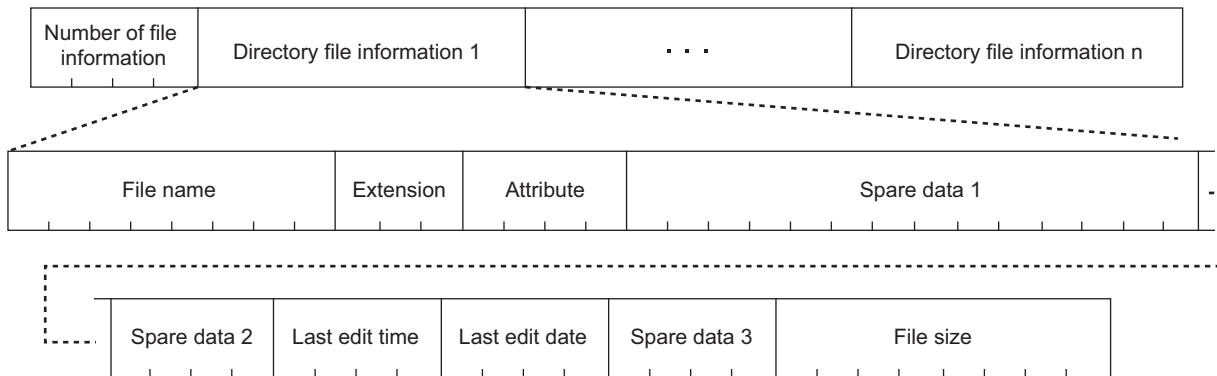 Number of file
information
Directory file information 1
· · ·
Directory file information n
File name
Extension
Attribute
Spare data 1
Spare data 2
Last edit time
Last edit date
Spare data 3
File size